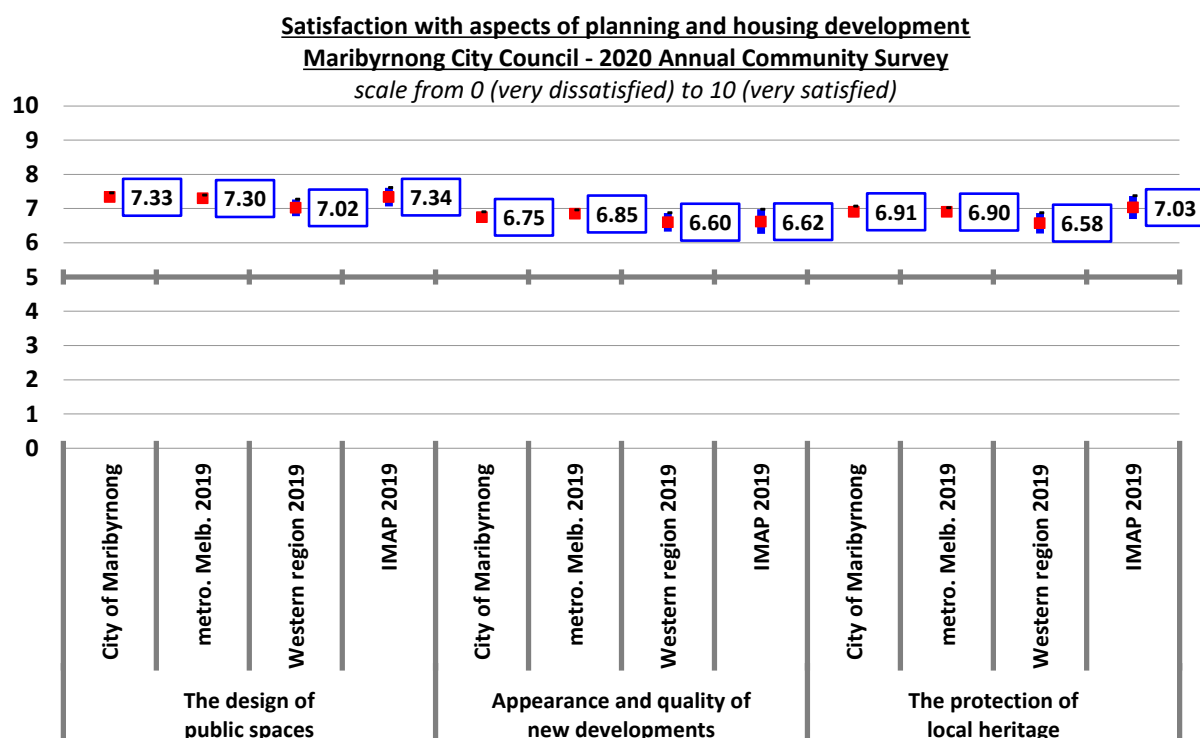 Satisfaction with aspects of planning and housing development
Maribyrnong City Council - 2020 Annual Community Survey
scale from 0 (very dissatisfied) to 10 (very satisfied)
10
9
8
7
6
5
4
3
2
1
0
7.33
7.30
7.02
7.34
6.75
6.85
6.60
6.62
6.91
6.90
6.58
7.03
City of Maribyrnong
metro. Melb. 2019
Western region 2019
IMAP 2019
City of Maribyrnong
metro. Melb. 2019
Western region 2019
IMAP 2019
City of Maribyrnong
metro. Melb. 2019
Western region 2019
IMAP 2019
The design of
public spaces
Appearance and quality of
new developments
The protection of
local heritage